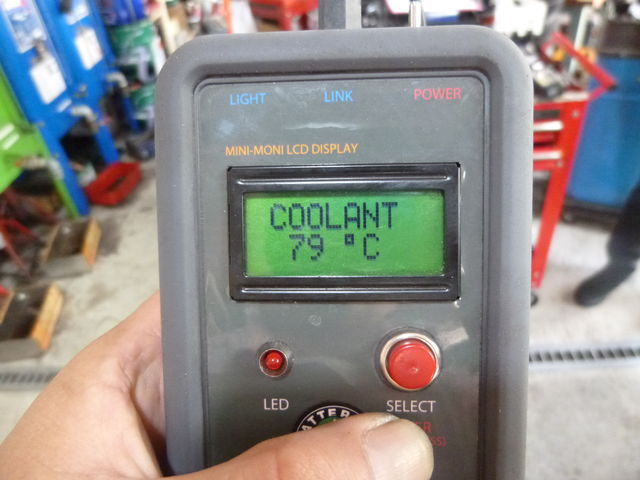 LIGHT LINK POWER
MINI-MONI LCD DISPLAY
COOLANT
79 °C
LED SELECT